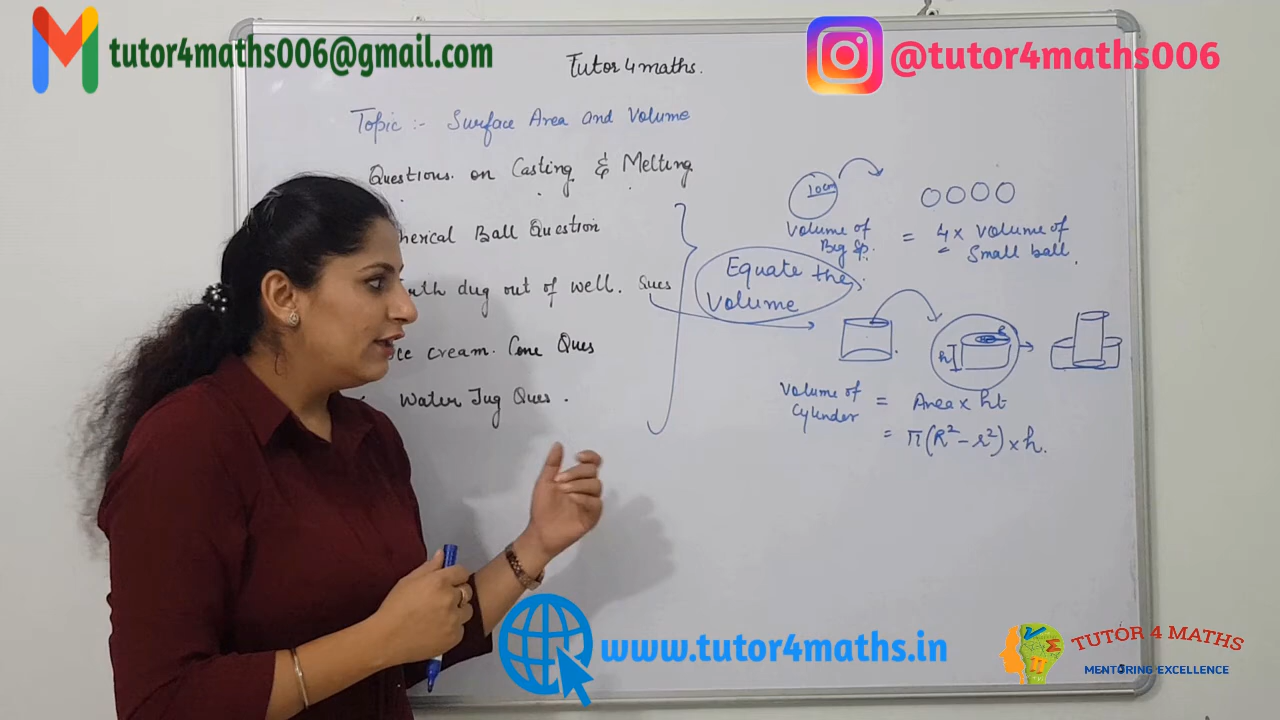 tutor4maths006@gmail.com
@tutor4maths006
Tutor 4 maths.
Topic :- Surface Area and Volume
Questions on Casting & Melting
herical Ball Question
dug out of well. Ques
cream. Cone Ques
Water Jug Ques .
Equate the
Volume
10cm
Volume of
Big Sp.
= 4 x Volume of
Small ball.
h
Volume of
Cylinder
= Area x ht
= π(R²-r²) x h.
www.tutor4maths.in
TUTOR 4 MATHS
MENTORING EXCELLENCE